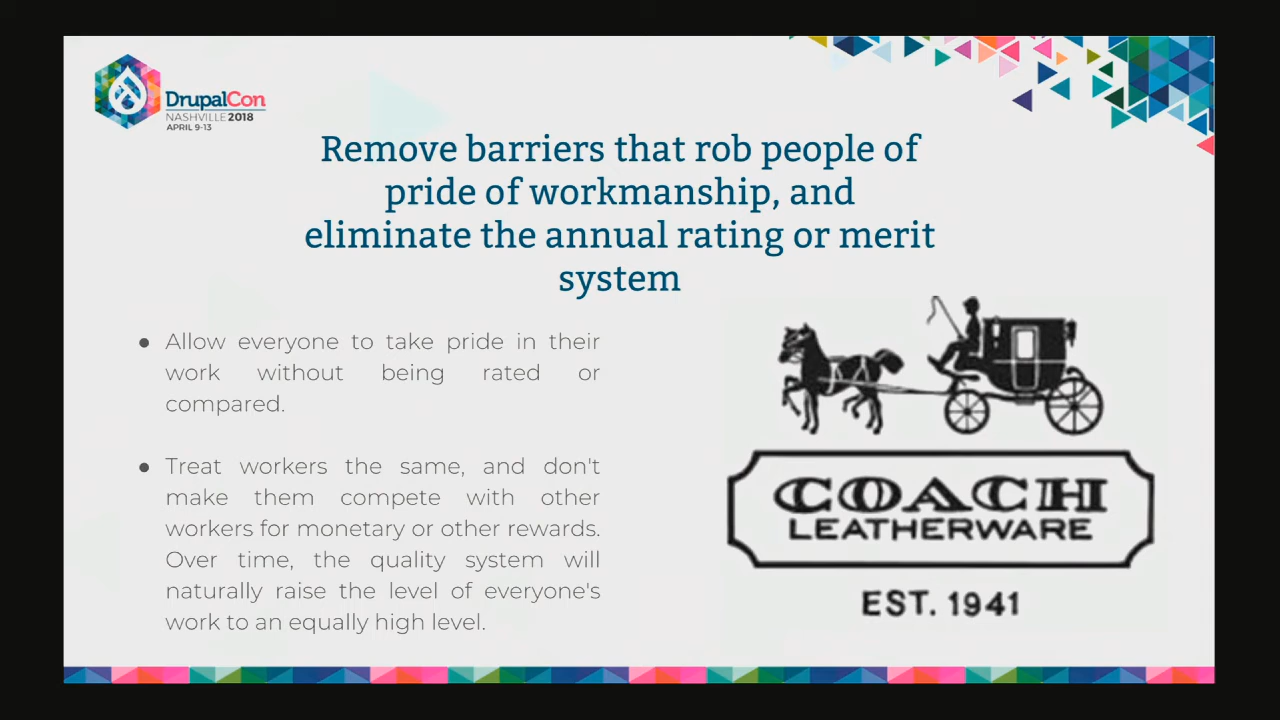 DrupalCon
NASHVILLE 2018
APRIL 9-13
Remove barriers that rob people of
pride of workmanship, and
eliminate the annual rating or merit
system
● Allow everyone to take pride in their
work without being rated or
compared.
● Treat workers the same, and don't
make them compete with other
workers for monetary or other rewards.
Over time, the quality system will
naturally raise the level of everyone's
work to an equally high level.
COACH
LEATHERWARE
EST. 1941